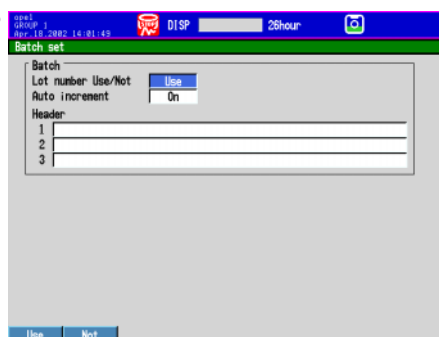 opel
GROUP 1
Apr.18.2002 14:01:49
DISP
26hour
Batch set
Batch
Lot number Use/Not Use
Auto increment On
Header
1
2
3
Use Not